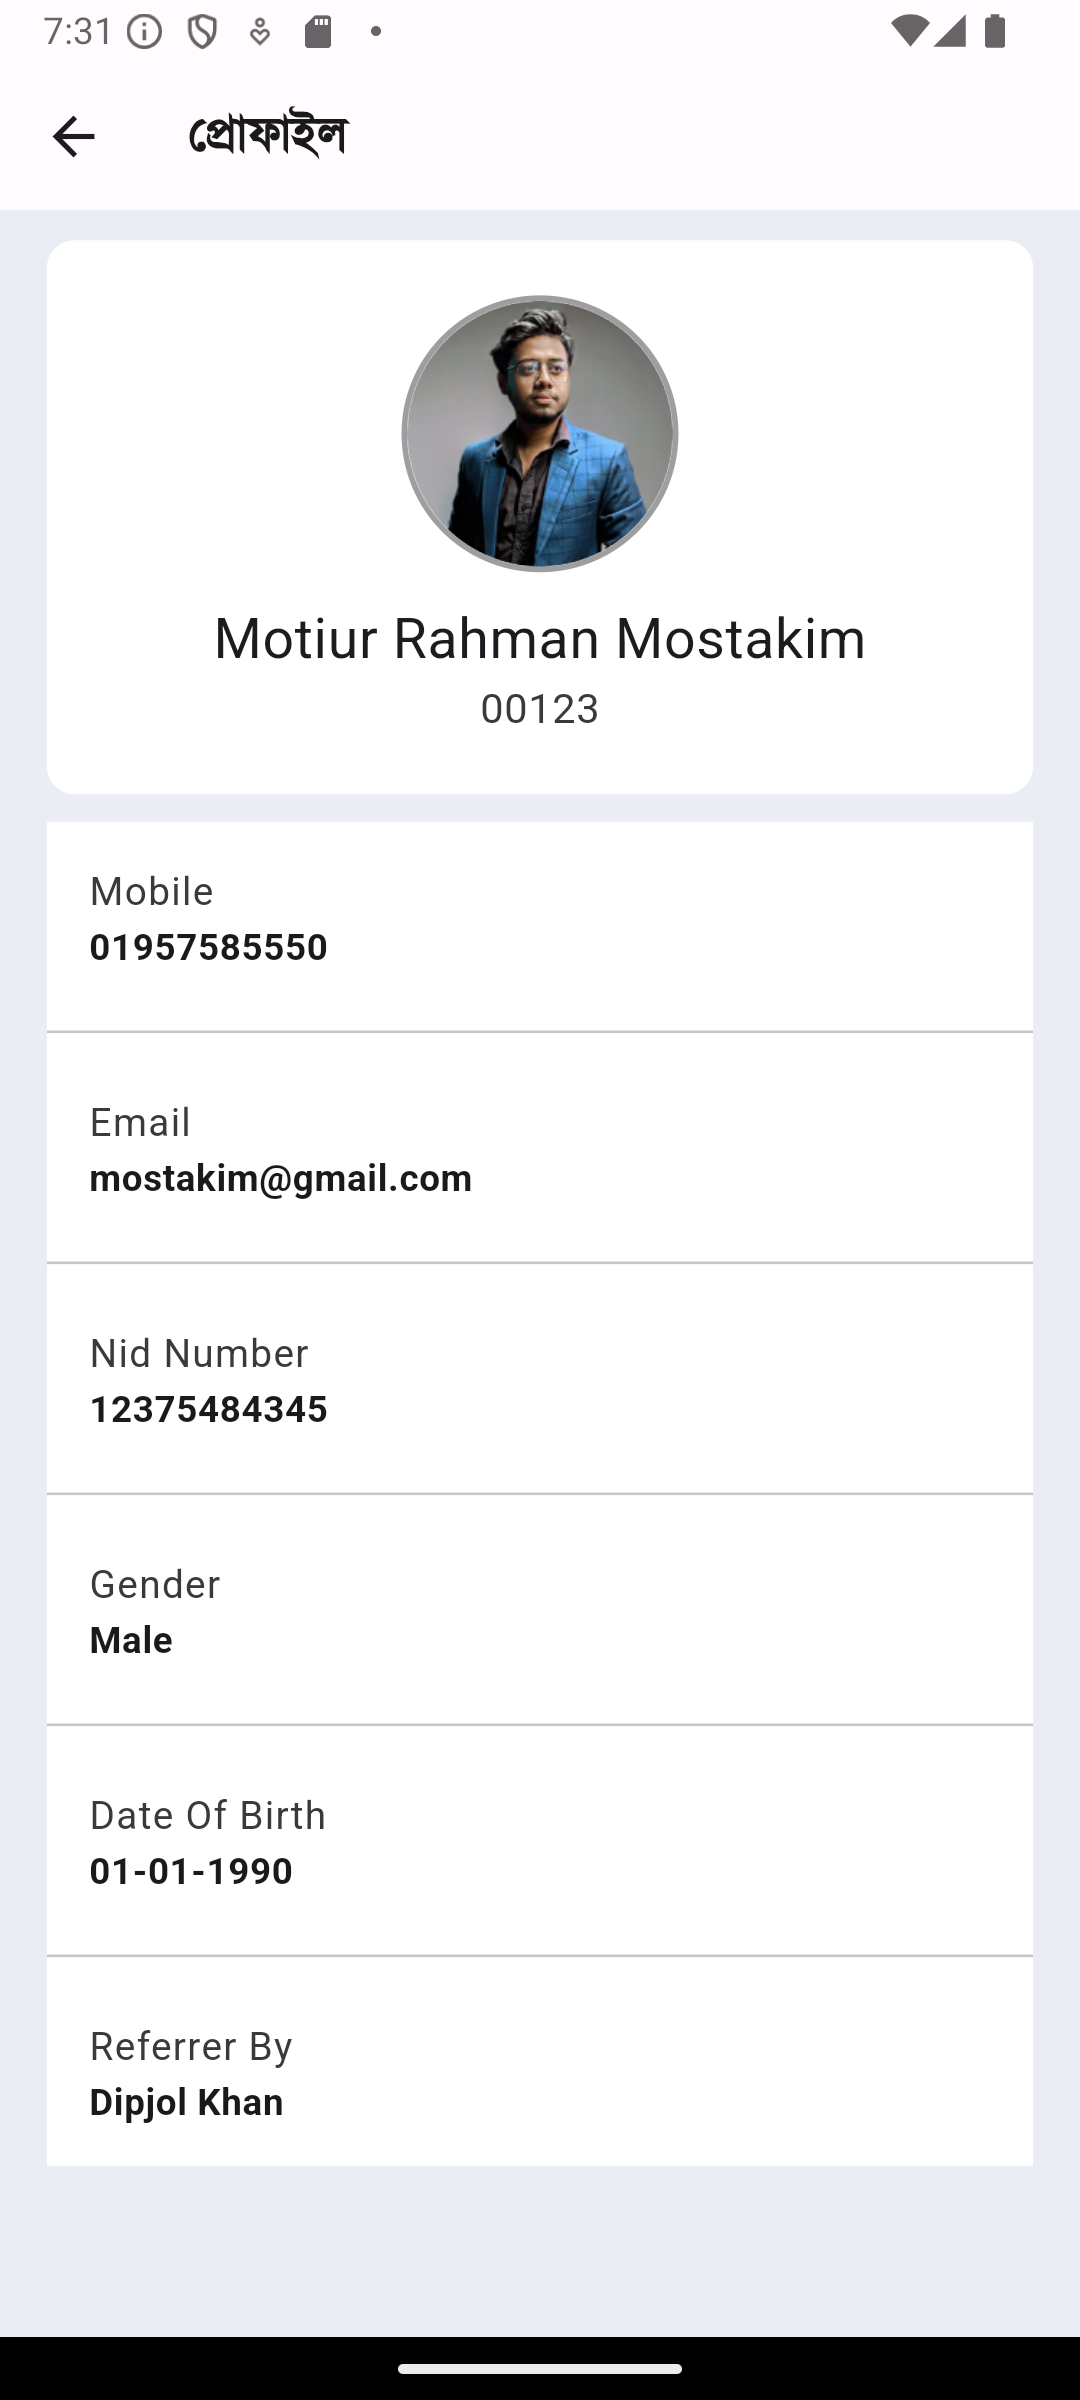 7:31
প্রোফাইল
Motiur Rahman Mostakim
00123
Mobile
01957585550
Email
mostakim@gmail.com
Nid Number
12375484345
Gender
Male
Date Of Birth
01-01-1990
Referrer By
Dipjol Khan